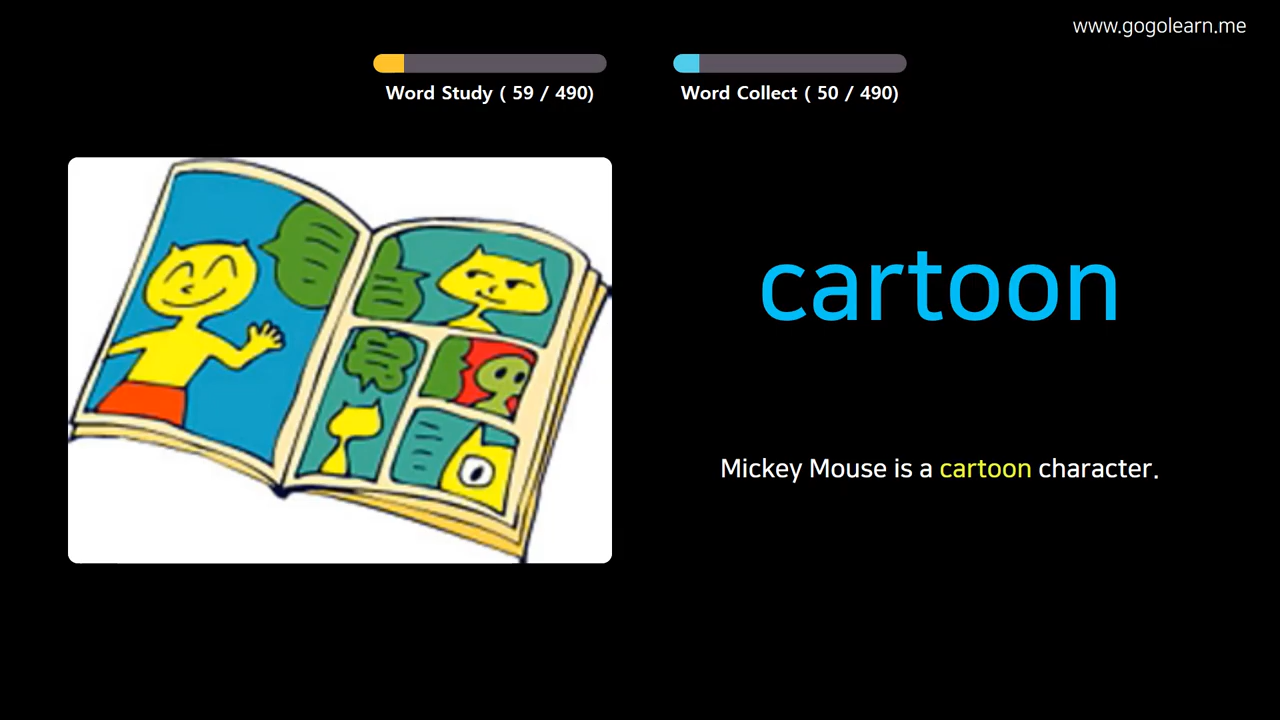 www.gogolearn.me
Word Study ( 59 / 490)
Word Collect ( 50 / 490)
cartoon
Mickey Mouse is a cartoon character.